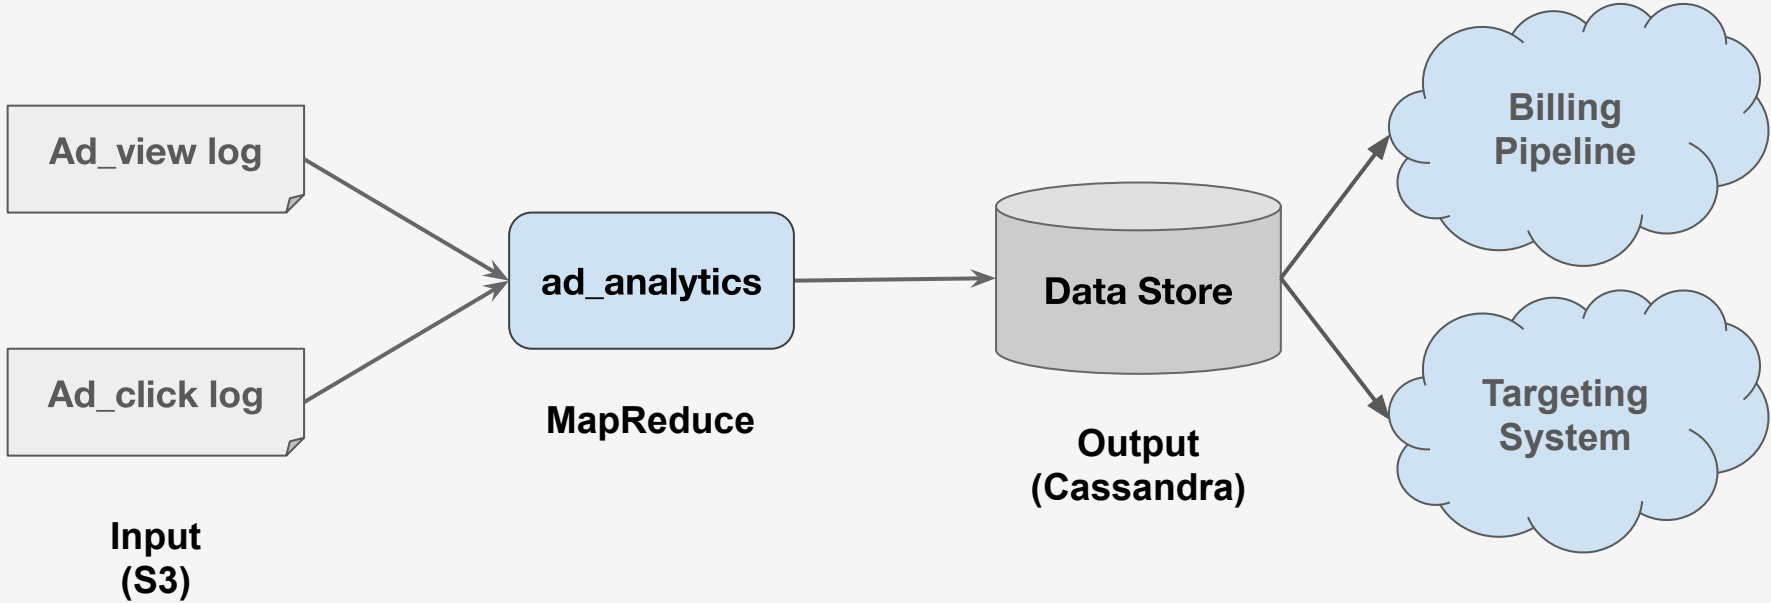 Ad_view log
Ad_click log
Input
(S3)
ad_analytics
MapReduce
Data Store
Output
(Cassandra)
Billing
Pipeline
Targeting
System